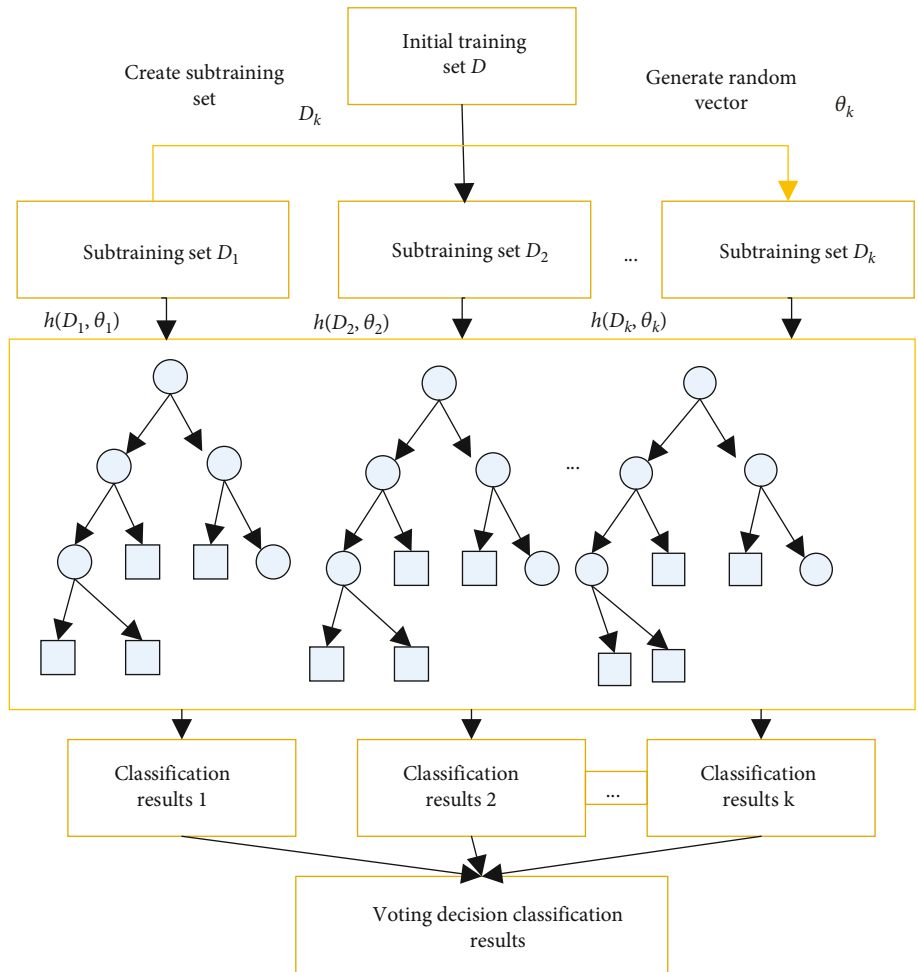 Initial training
set D
Create subtraining
set
D_k
Generate random
vector
θ_k
Subtraining set D_1
Subtraining set D_2
...
Subtraining set D_k
h(D_1, θ_1)
h(D_2, θ_2)
h(D_k, θ_k)
...
Classification
results 1
Classification
results 2
...
Classification
results k
Voting decision classification
results